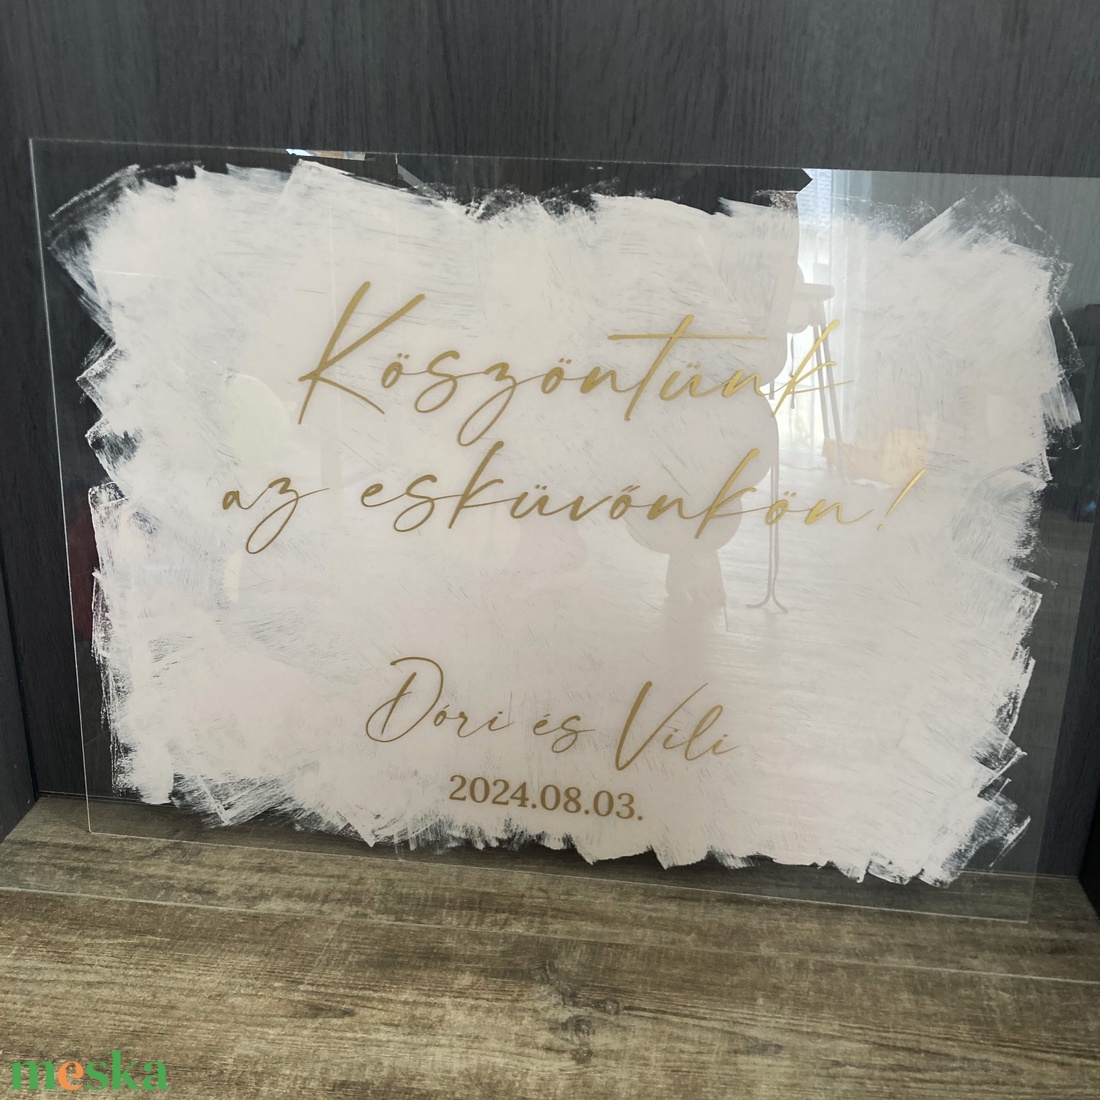 Köszöntünk
az esküvőnkön!
Dóri és Vili
2024.08.03.
meska